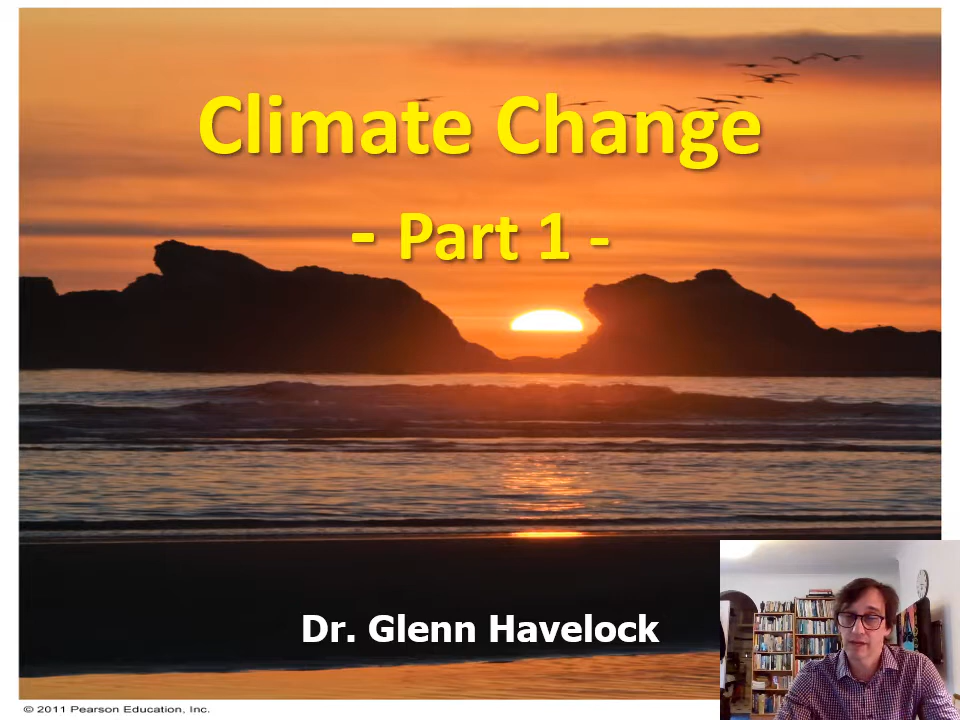 Climate Change
- Part 1 -
Dr. Glenn Havelock
© 2011 Pearson Education, Inc.